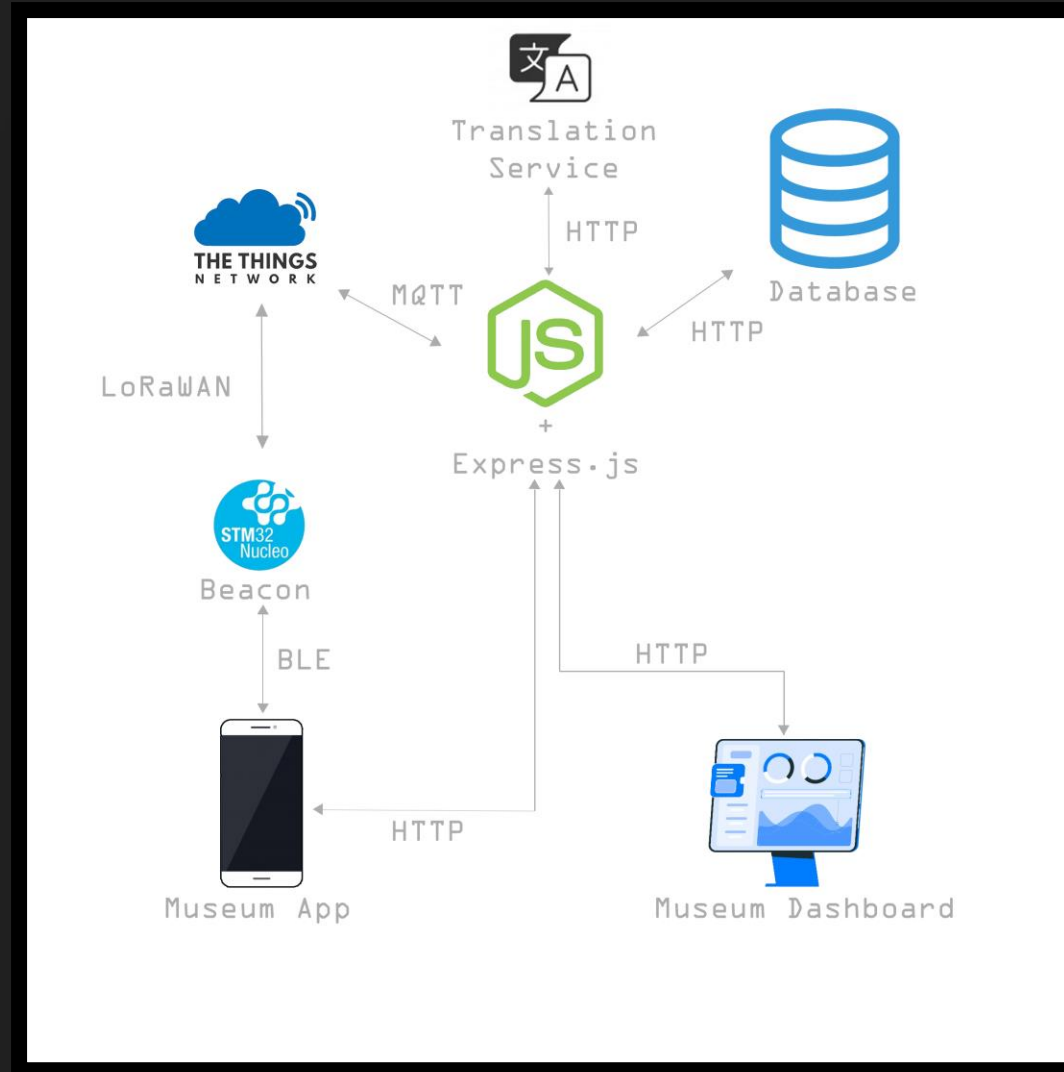 文 A
Translation
Service
HTTP
THE THINGS
NETWORK
MQTT
Database
HTTP
JS
LoRaWAN
+
Express.js
STM32
Nucleo
Beacon
BLE
HTTP
HTTP
Museum App
Museum Dashboard